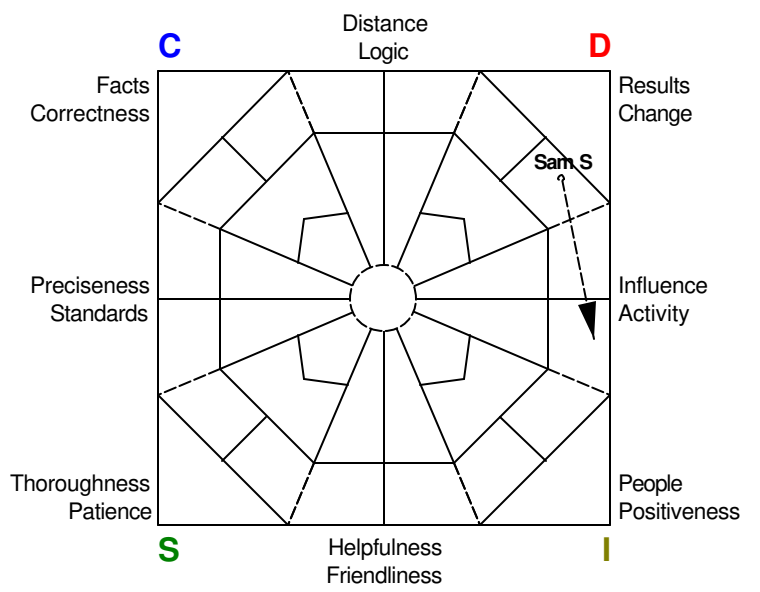 Distance
Logic
C
D
Facts
Correctness
Results
Change
Sam S
Preciseness
Standards
Influence
Activity
Thoroughness
Patience
People
Positiveness
S
I
Helpfulness
Friendliness